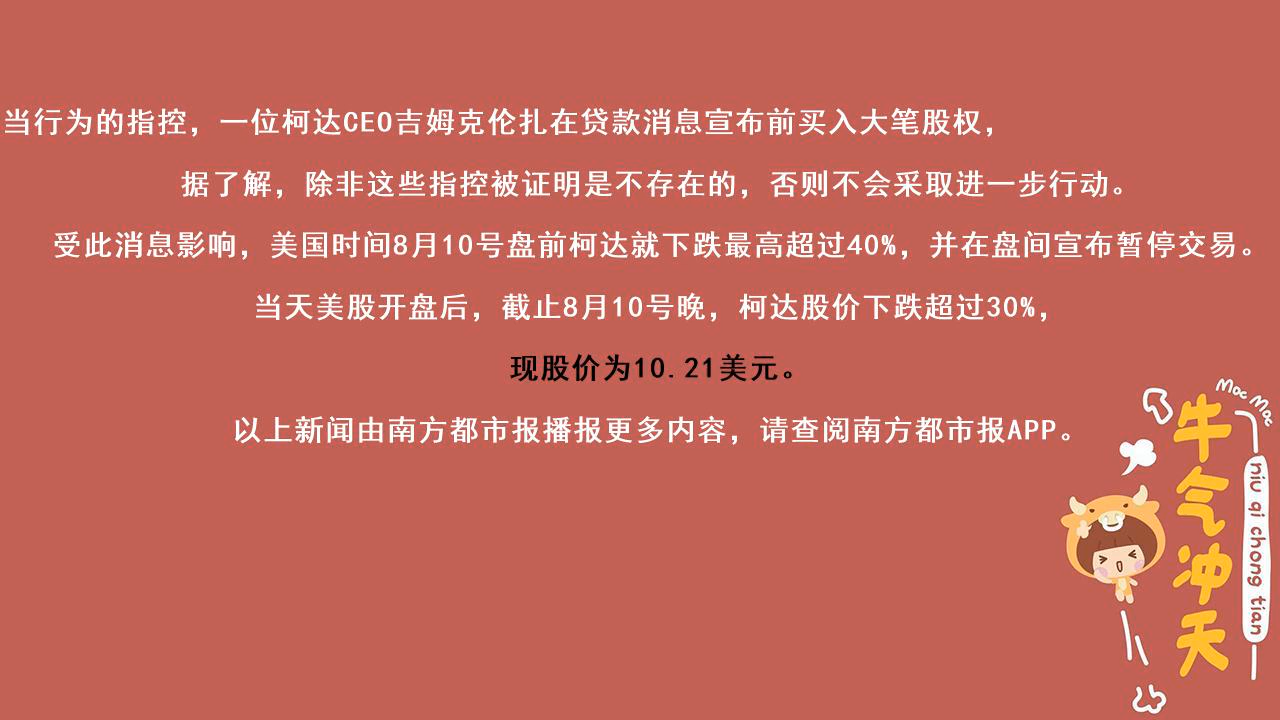 当行为的指控，一位柯达CEO吉姆克伦扎在贷款消息宣布前买入大笔股权，
据了解，除非这些指控被证明是不存在的，否则不会采取进一步行动。
受此消息影响，美国时间8月10号盘前柯达就下跌最高超过40%，并在盘间宣布暂停交易。
当天美股开盘后，截止8月10号晚，柯达股价下跌超过30%，
现股价为10.21美元。
以上新闻由南方都市报播报更多内容，请查阅南方都市报APP。
Moc Moc
牛气冲天
niu qi chong tian